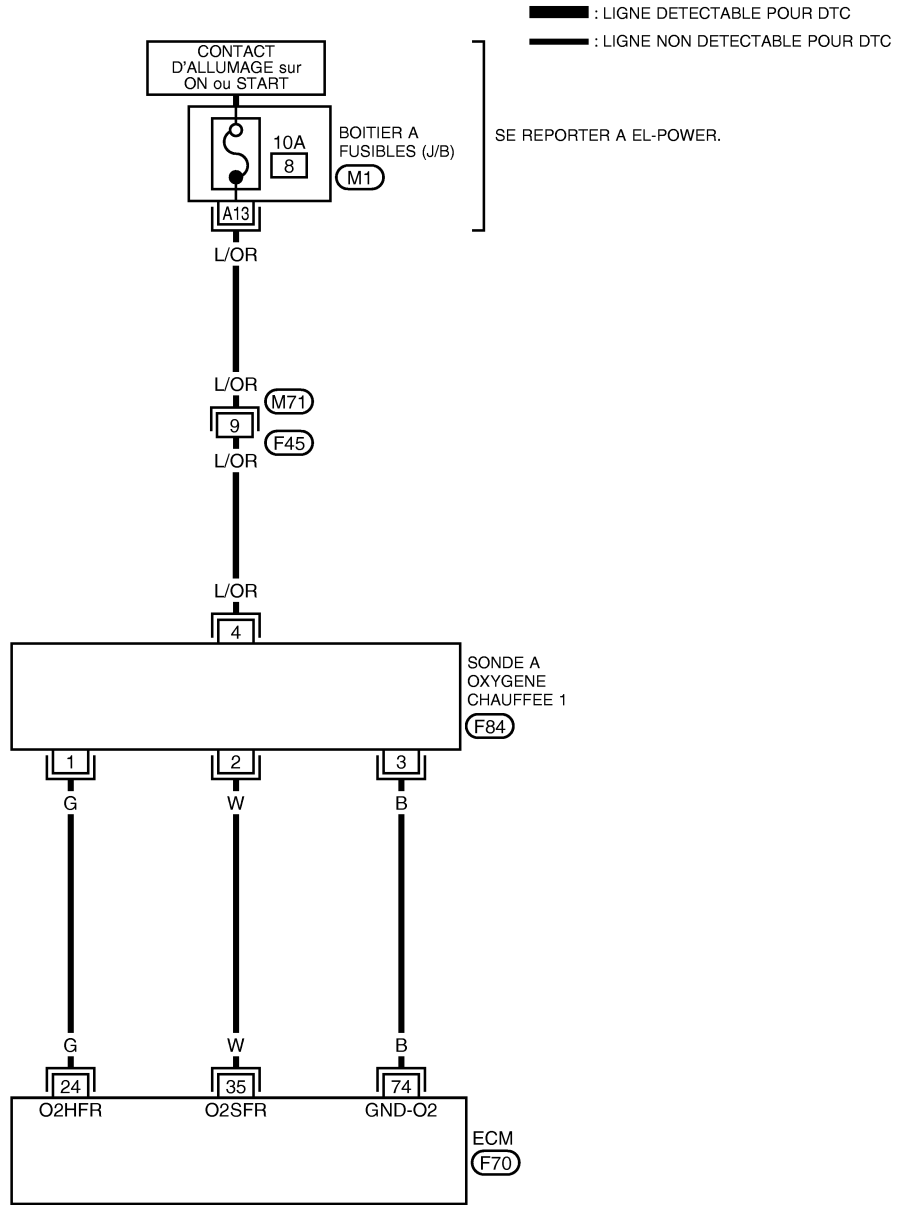 : LIGNE DETECTABLE POUR DTC
: LIGNE NON DETECTABLE POUR DTC
CONTACT
D'ALLUMAGE sur
ON ou START
10A
8
BOITIER A
FUSIBLES (J/B)
M1
SE REPORTER A EL-POWER.
A13
L/OR
L/OR
M71
9
F45
L/OR
L/OR
4
SONDE A
OXYGENE
CHAUFFEE 1
F84
1 2 3
G W B
G W B
24 35 74
O2HFR O2SFR GND-O2
ECM
F70